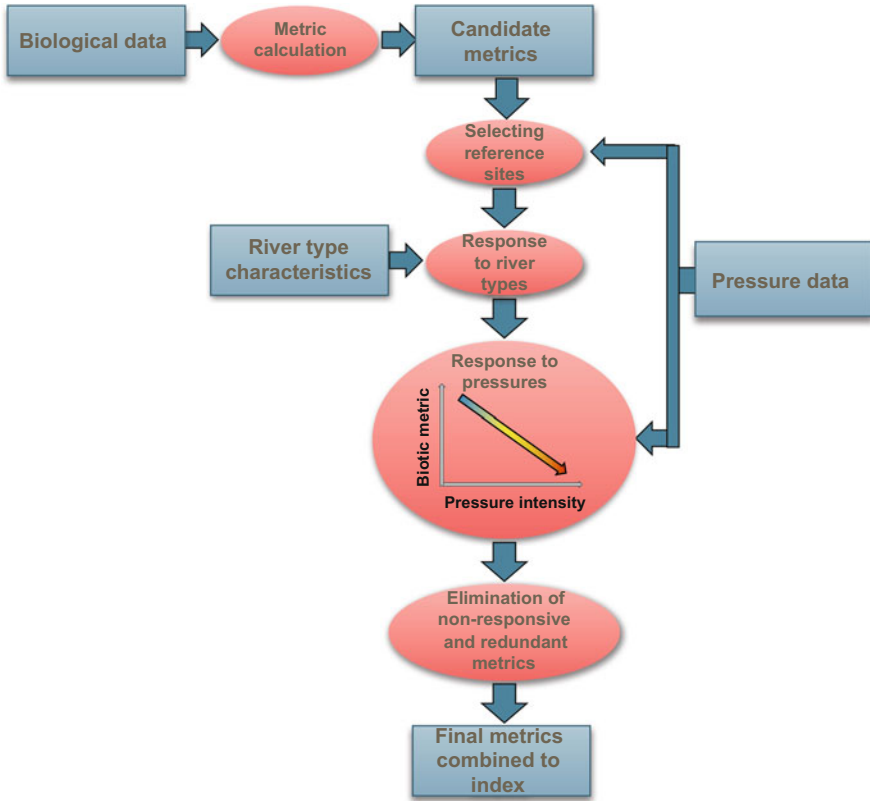 Biological data
Metric
calculation
Candidate
metrics
Selecting
reference
sites
River type
characteristics
Response
to river
types
Pressure data
Response to
pressures
Biotic metric
Pressure intensity
Elimination of
non-responsive
and redundant
metrics
Final metrics
combined to
index